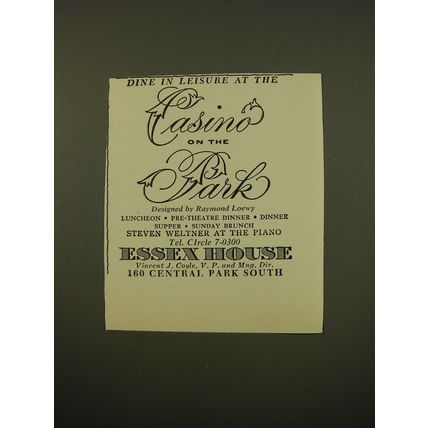 DINE IN LEISURE AT THE
Casino
ON THE
Park
Designed by Raymond Loewy
LUNCHEON • PRE-THEATRE DINNER • DINNER
SUPPER • SUNDAY BRUNCH
STEVEN WELTNER AT THE PIANO
Tel. CIrcle 7-0300
ESSEX HOUSE
Vincent J. Coyle, V. P. and Mng. Dir.
160 CENTRAL PARK SOUTH